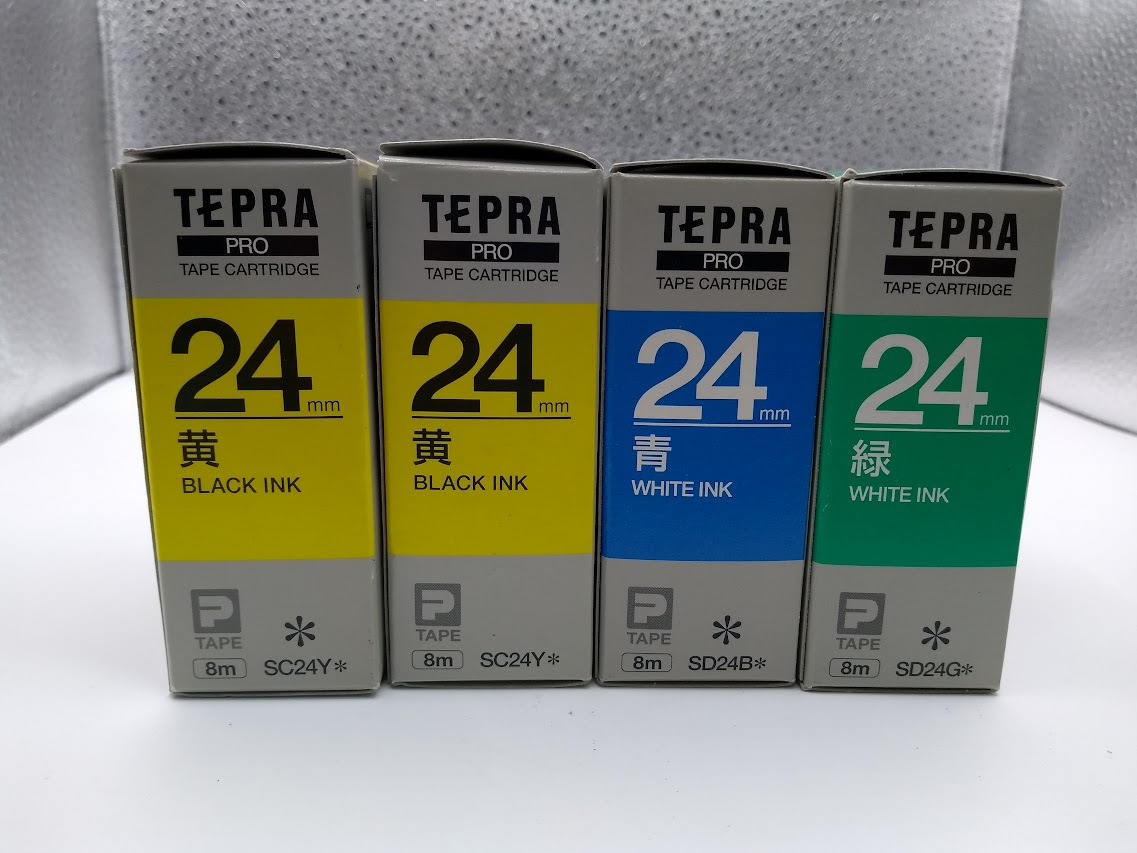 TEPRA
PRO
TAPE CARTRIDGE
24mm
黄
BLACK INK
TAPE
*
8m SC24Y*
TEPRA
PRO
TAPE CARTRIDGE
24mm
黄
BLACK INK
TAPE
8m SC24Y*
TEPRA
PRO
TAPE CARTRIDGE
24mm
青
WHITE INK
TAPE
*
8m SD24B*
TEPRA
PRO
TAPE CARTRIDGE
24mm
緑
WHITE INK
TAPE
*
8m SD24G*